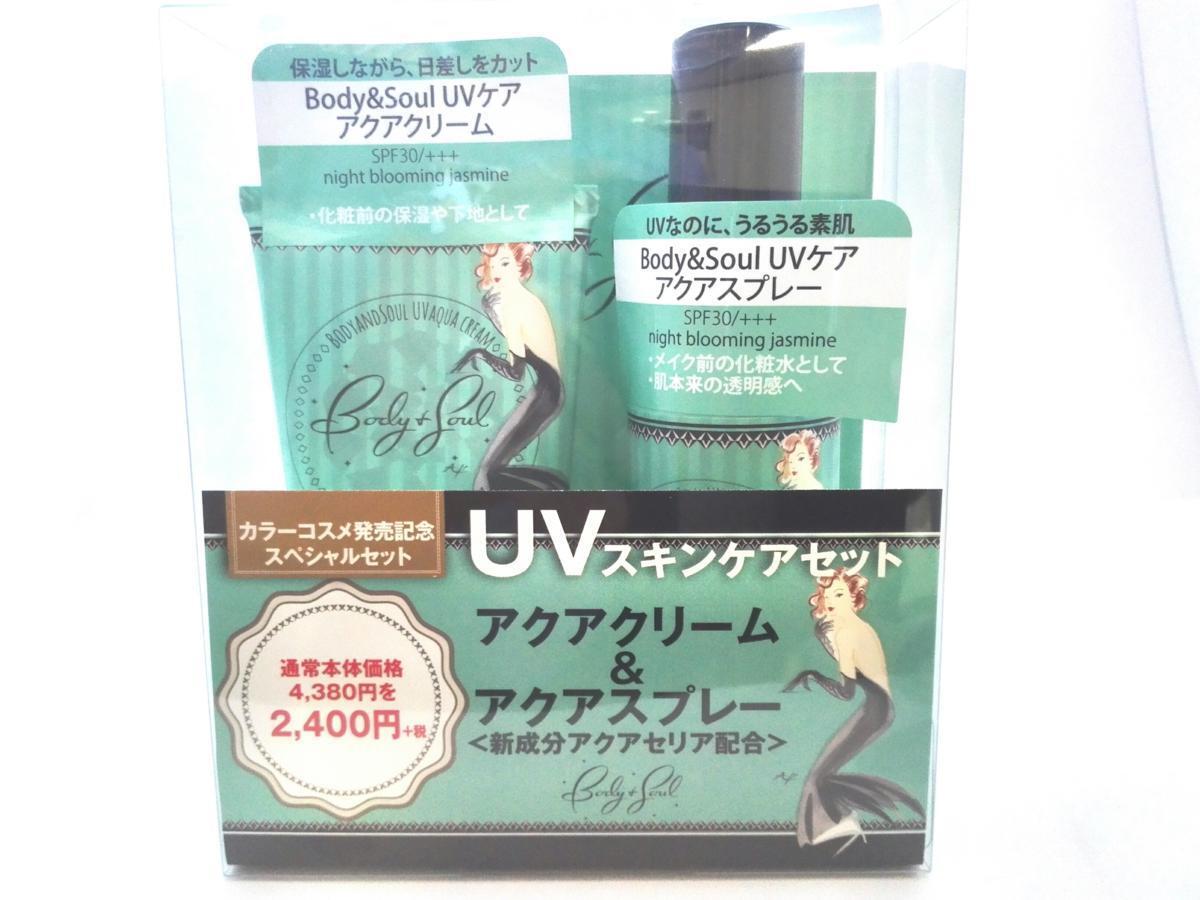 保湿しながら、日差しをカット
Body&Soul UVケア
アクアクリーム
SPF30/+++
night blooming jasmine
・化粧前の保湿や下地として
BODYANDSOUL UVAQUA CREAM
Body+Soul
UVなのに、うるうる素肌
Body&Soul UVケア
アクアスプレー
SPF30/+++
night blooming jasmine
・メイク前の化粧水として
・肌本来の透明感へ
カラーコスメ発売記念
スペシャルセット
UVスキンケアセット
通常本体価格
4,380円を
2,400円+税
アクアクリーム
&
アクアスプレー
<新成分アクアセリア配合>
Body+Soul